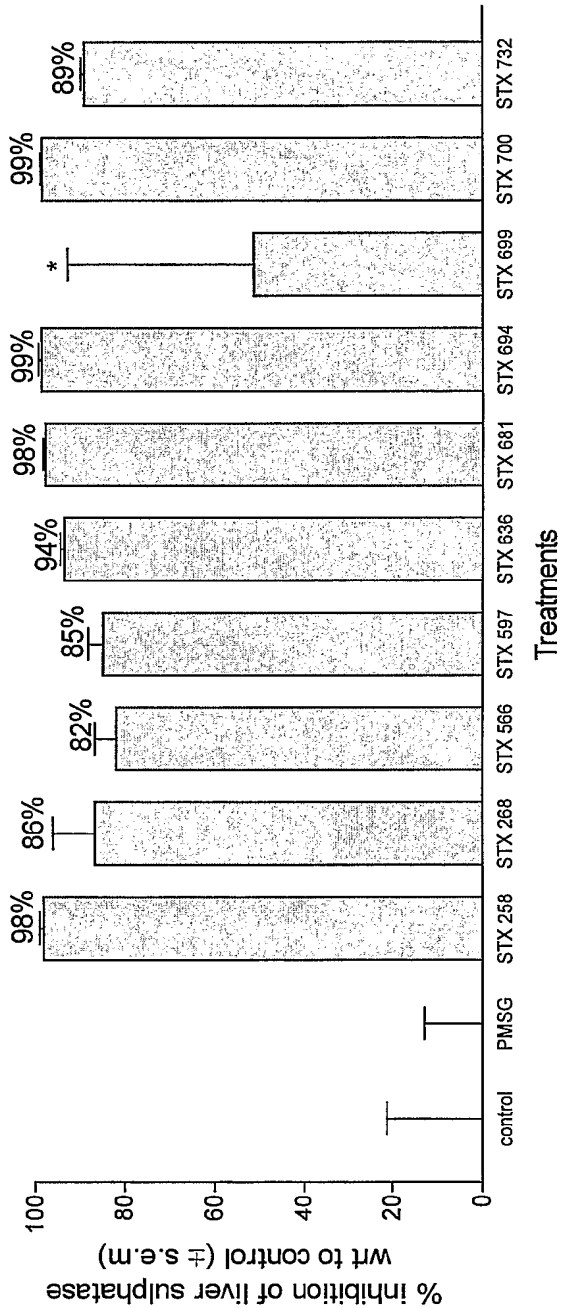 % inhibition of liver sulphatase
wrt to control (± s.e.m)
100
80
60
40
20
0
98%
86%
82%
85%
94%
98%
99%
*
99%
89%
control
PMSG
STX 258
STX 268
STX 566
STX 597
STX 636
STX 681
STX 694
STX 699
STX 700
STX 732
Treatments